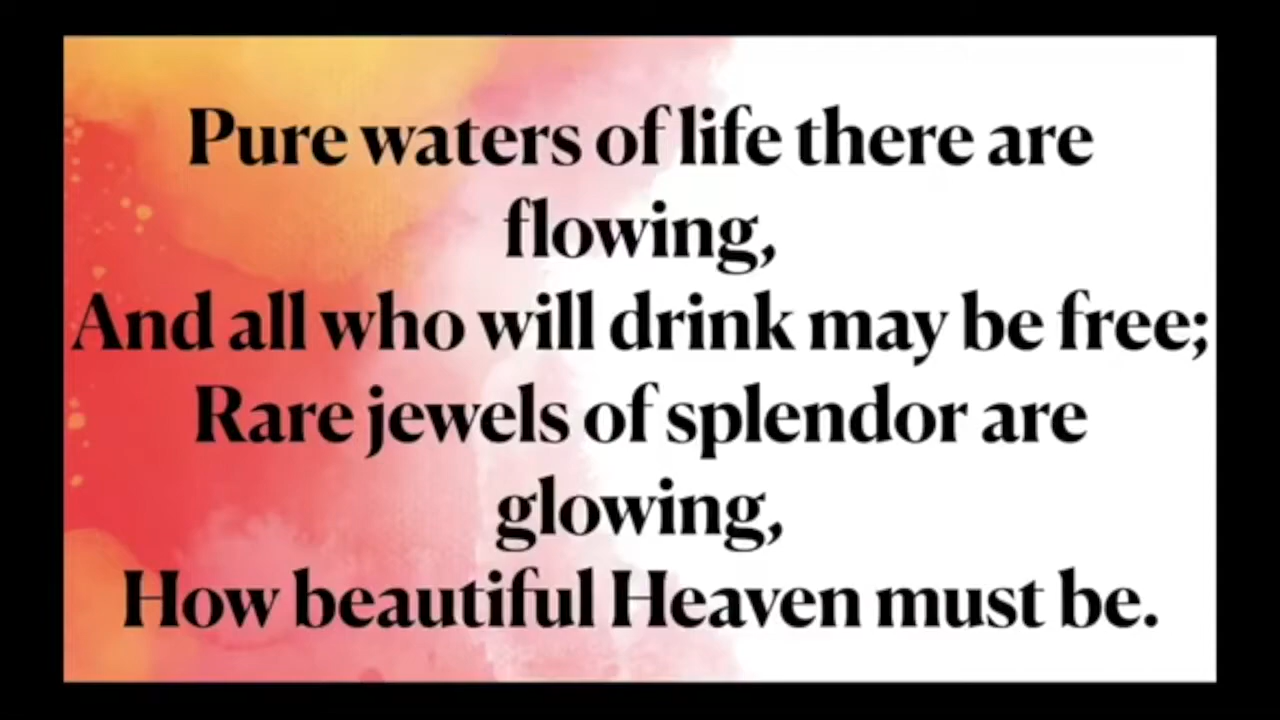 Pure waters of life there are
flowing,
And all who will drink may be free;
Rare jewels of splendor are
glowing,
How beautiful Heaven must be.